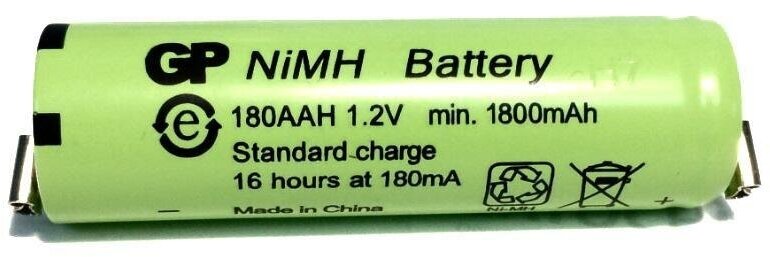 GP NiMH Battery
e 180AAH 1.2V min. 1800mAh
Standard charge
16 hours at 180mA
Ni-MH
− Made in China +